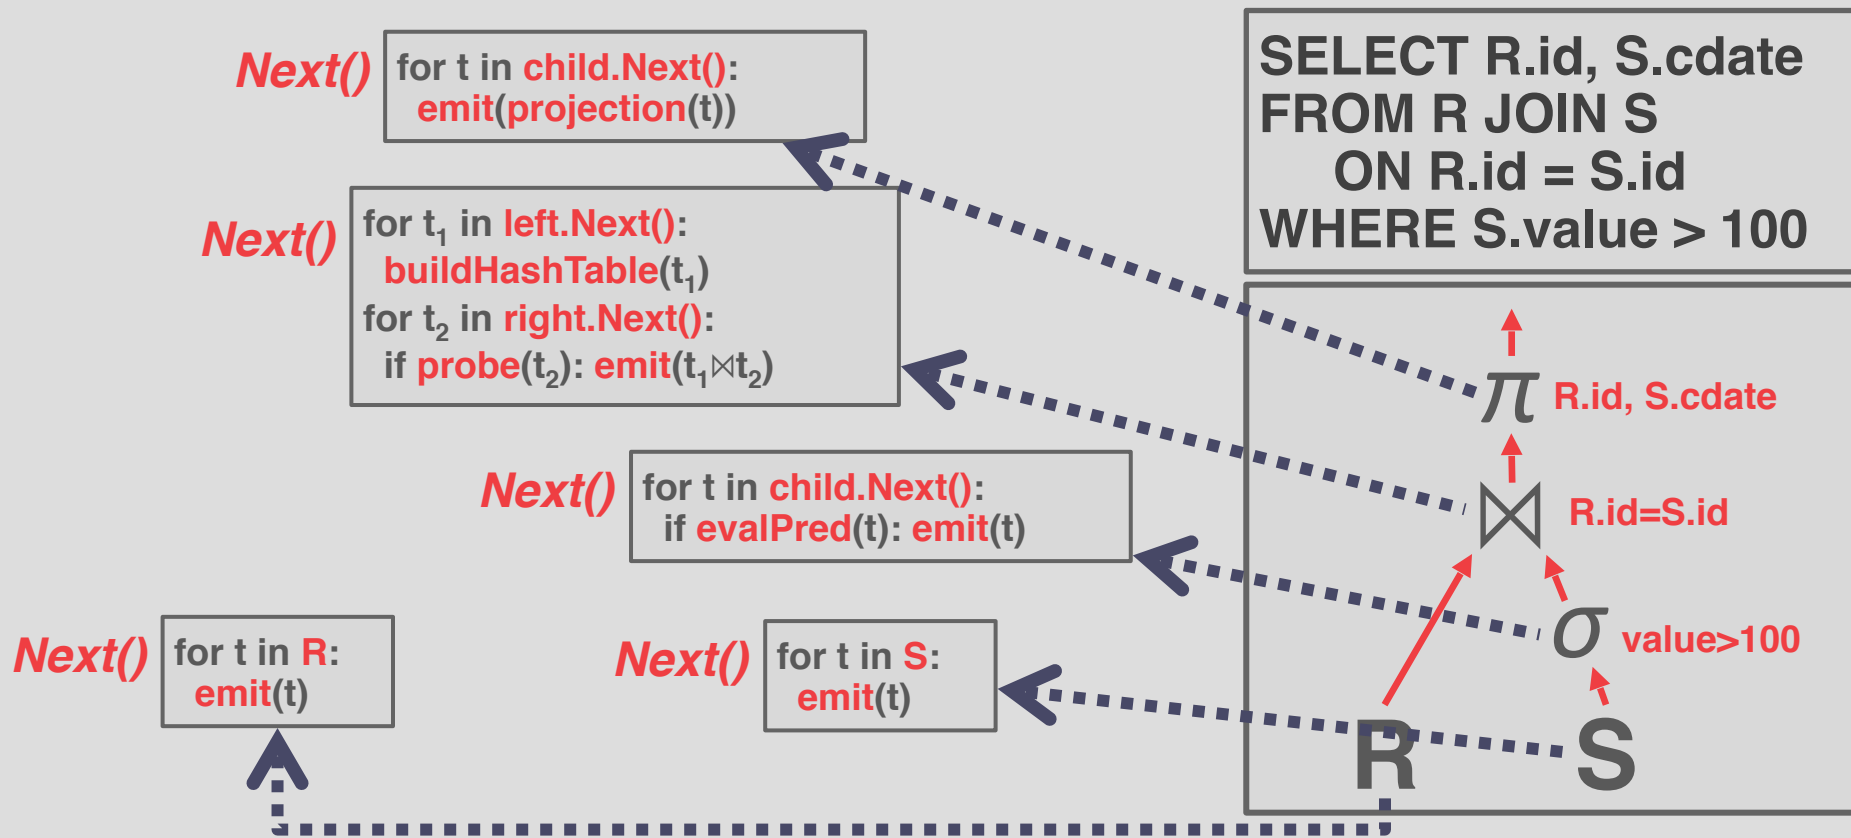 Next()
for t in child.Next():
emit(projection(t))
Next()
for t₁ in left.Next():
buildHashTable(t₁)
for t₂ in right.Next():
if probe(t₂): emit(t₁⋈t₂)
Next()
for t in child.Next():
if evalPred(t): emit(t)
Next()
for t in R:
emit(t)
Next()
for t in S:
emit(t)
SELECT R.id, S.cdate
FROM R JOIN S
ON R.id = S.id
WHERE S.value > 100
π R.id, S.cdate
⋈ R.id=S.id
σ value>100
R S